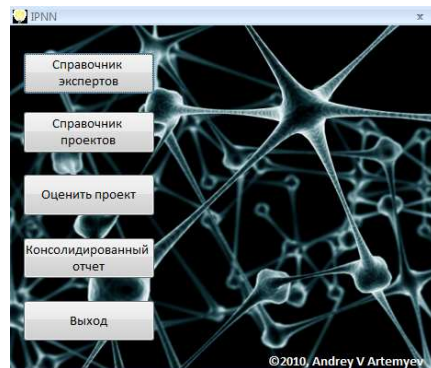 IPNN
Справочник
экспертов
Справочник
проектов
Оценить проект
Консолидированный
отчет
Выход
©2010, Andrey V Artemyev